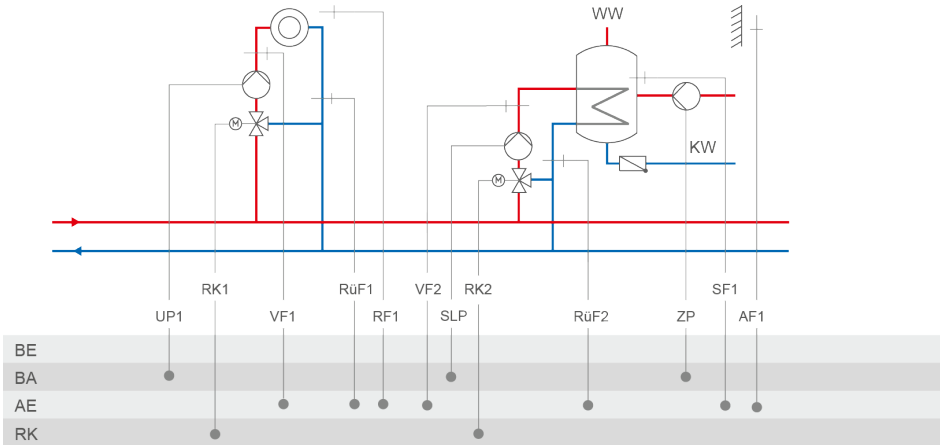 WW
M
KW
M
RK1
RüF1
VF2
RK2
SF1
UP1
VF1
RF1
SLP
RüF2
ZP
AF1
BE
BA
AE
RK